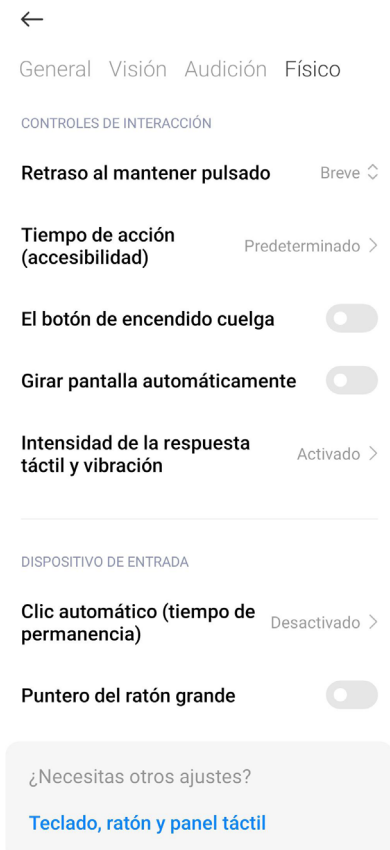 General Visión Audición Físico
CONTROLES DE INTERACCIÓN
Retraso al mantener pulsado Breve
Tiempo de acción
(accesibilidad) Predeterminado
El botón de encendido cuelga
Girar pantalla automáticamente
Intensidad de la respuesta
táctil y vibración Activado
DISPOSITIVO DE ENTRADA
Clic automático (tiempo de
permanencia) Desactivado
Puntero del ratón grande
¿Necesitas otros ajustes?
Teclado, ratón y panel táctil